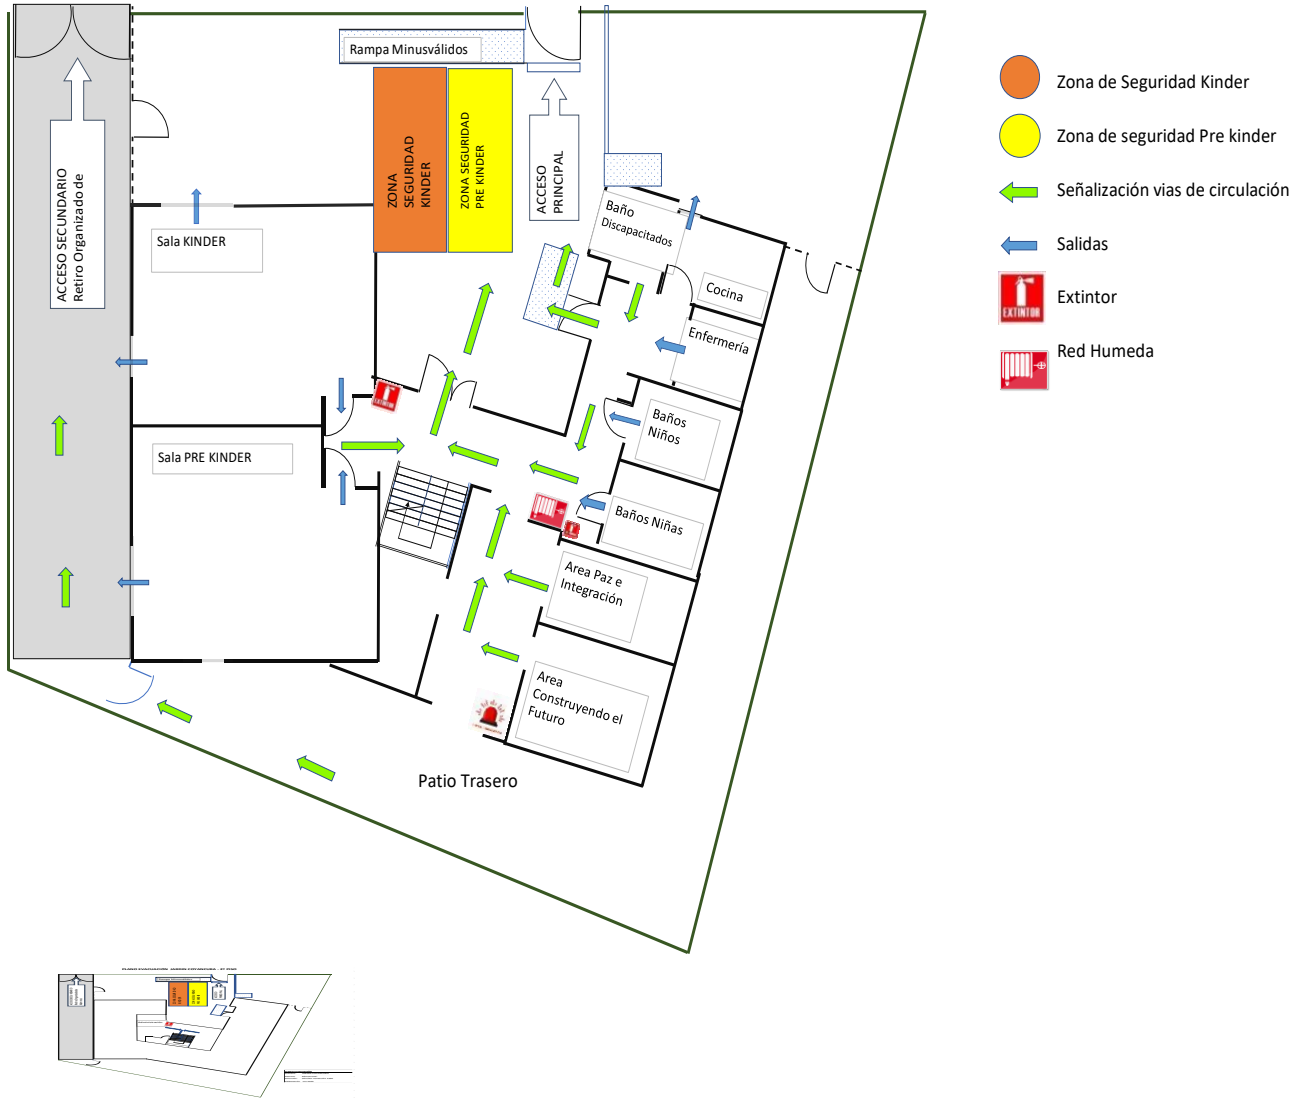 Rampa Minusválidos
ACCESO SECUNDARIO
Retiro Organizado de
ZONA
SEGURIDAD
KINDER
ZONA SEGURIDAD
PRE KINDER
ACCESO
PRINCIPAL
Sala KINDER
Sala PRE KINDER
Baño
Discapacitados
Cocina
Enfermería
Baños
Niños
Baños Niñas
Area Paz e
Integración
Area
Construyendo el
Futuro
EXTINTOR
Patio Trasero
Zona de Seguridad Kinder
Zona de seguridad Pre kinder
Señalización vias de circulación
Salidas
EXTINTOR
Extintor
Red Humeda